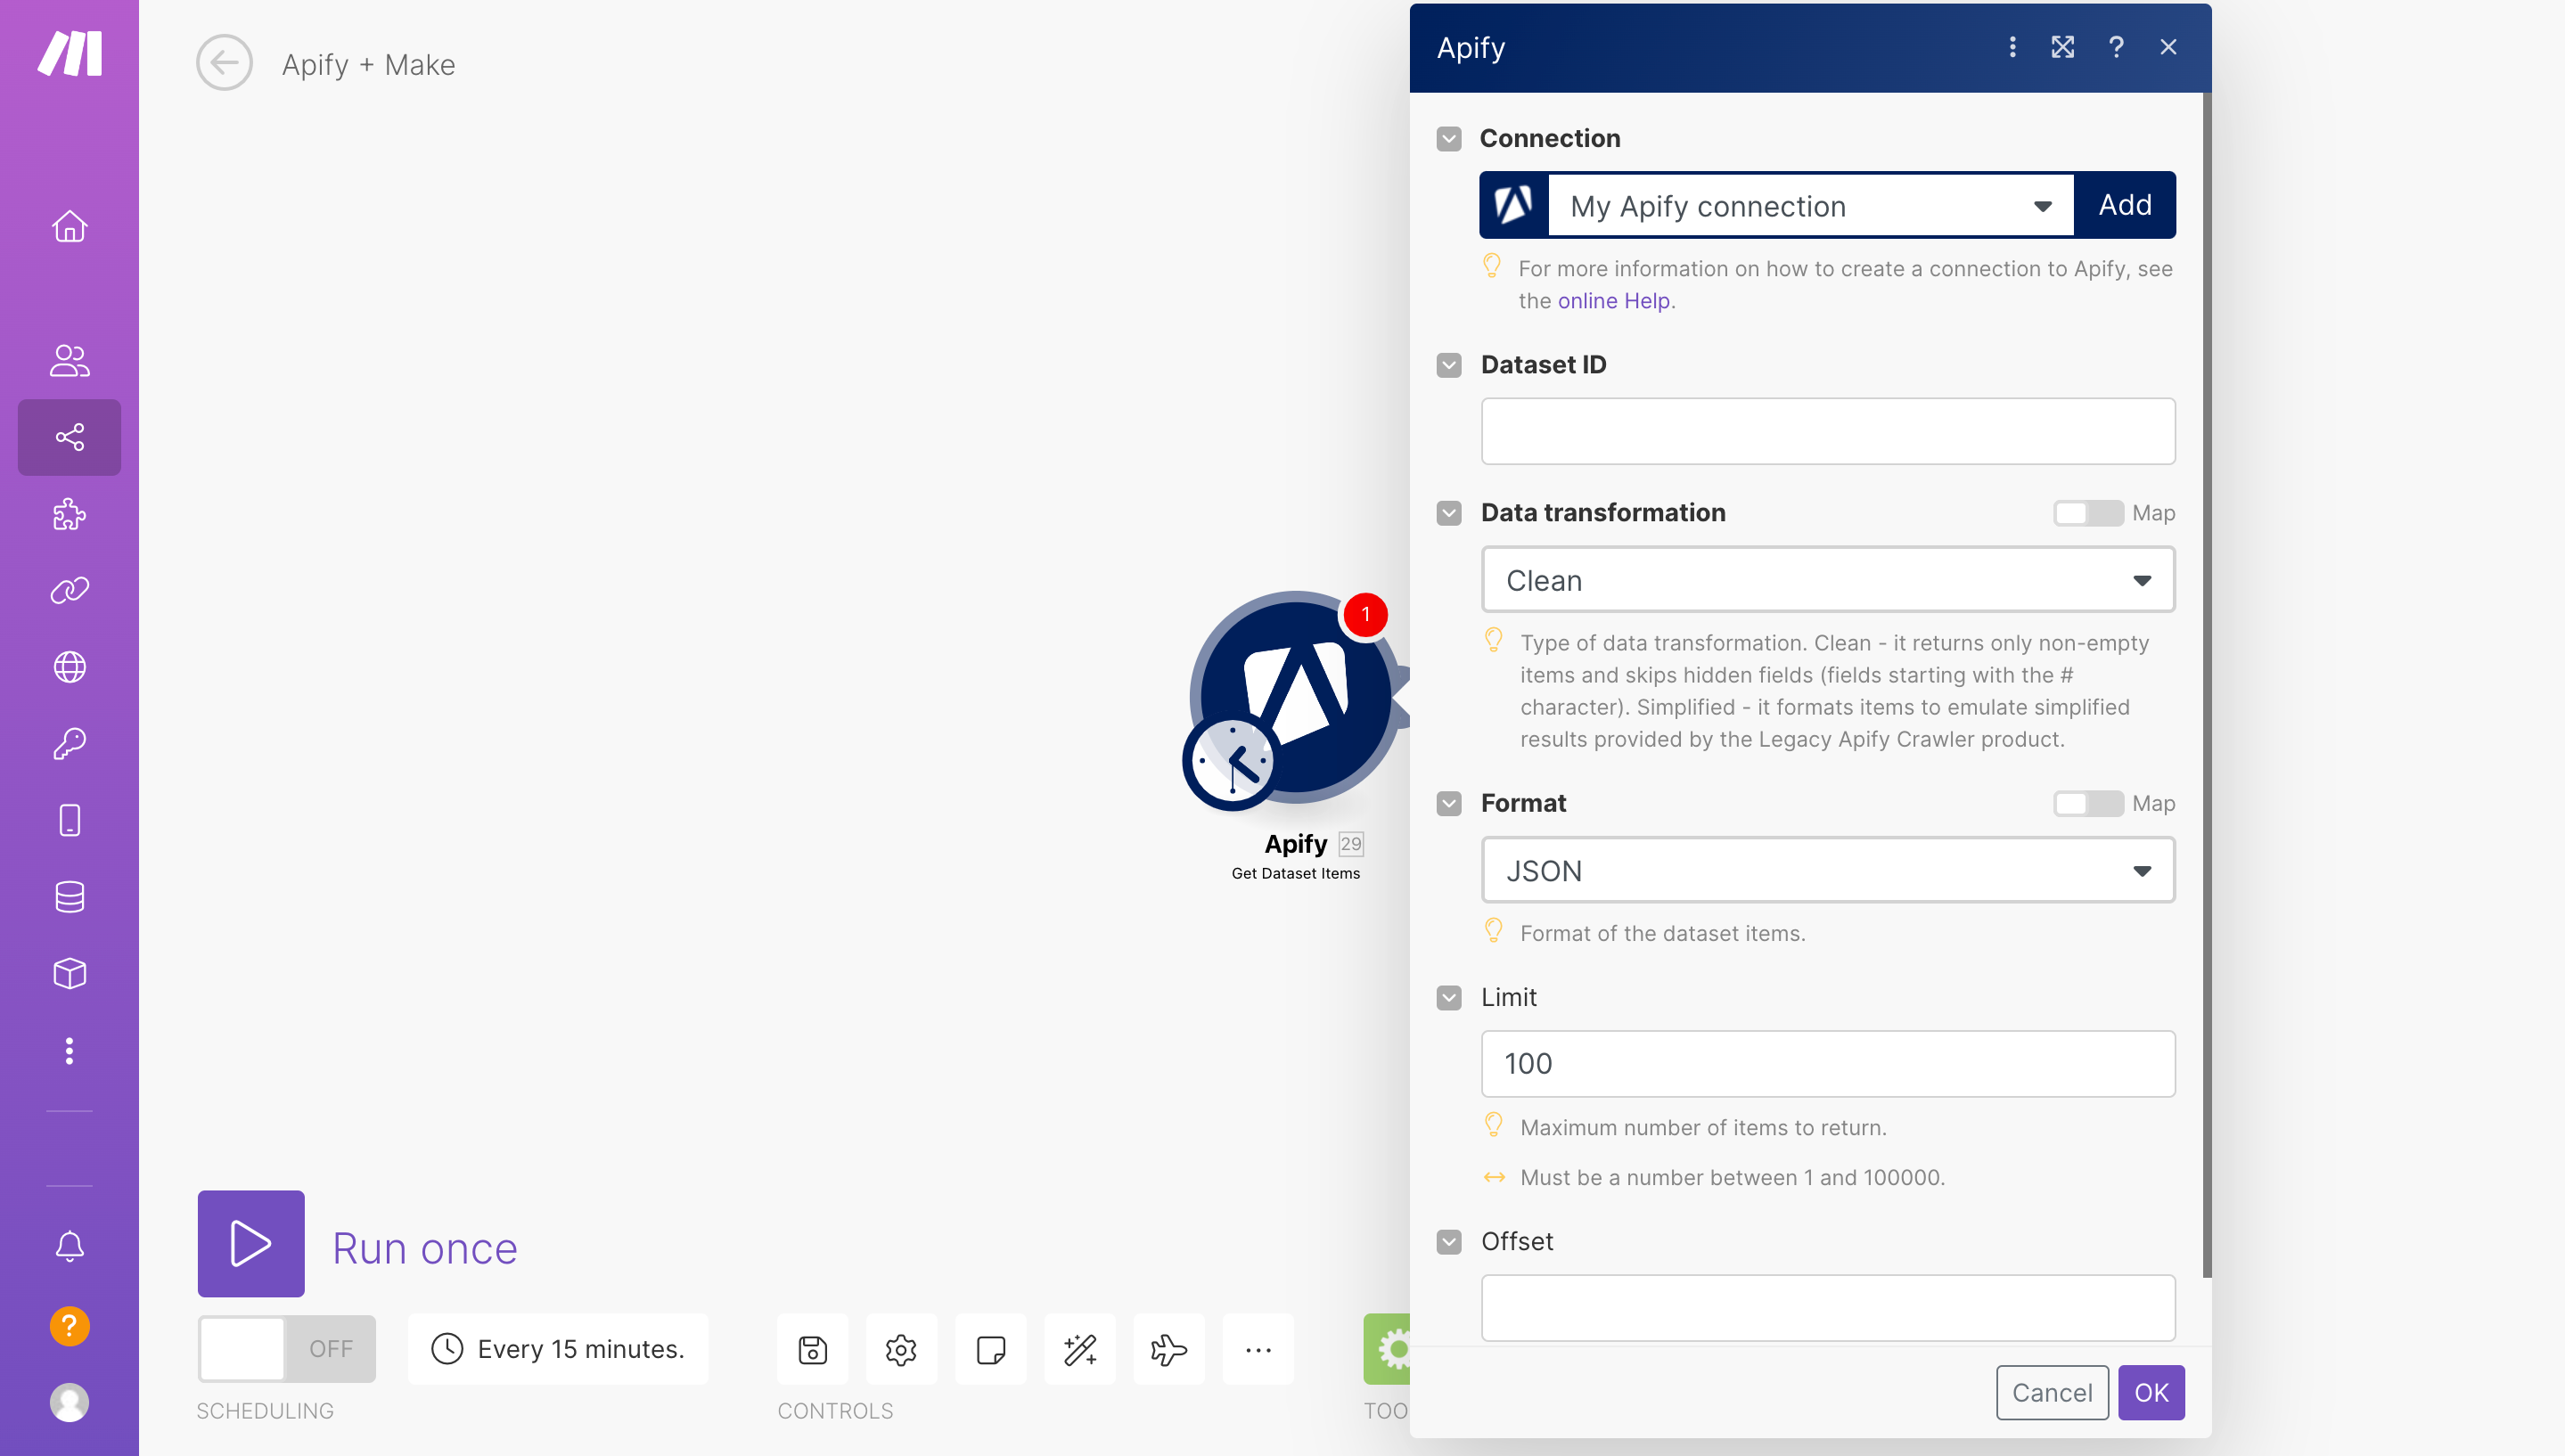 Apify + Make
Apify
Connection
My Apify connection
Add
For more information on how to create a connection to Apify, see
the online Help.
Dataset ID
Data transformation
Map
Clean
Type of data transformation. Clean - it returns only non-empty
items and skips hidden fields (fields starting with the #
character). Simplified - it formats items to emulate simplified
results provided by the Legacy Apify Crawler product.
Format
Map
JSON
Format of the dataset items.
Limit
100
Maximum number of items to return.
Must be a number between 1 and 100000.
Offset
Cancel
OK
1
Apify 29
Get Dataset Items
Run once
OFF
Every 15 minutes.
SCHEDULING
CONTROLS
TOO